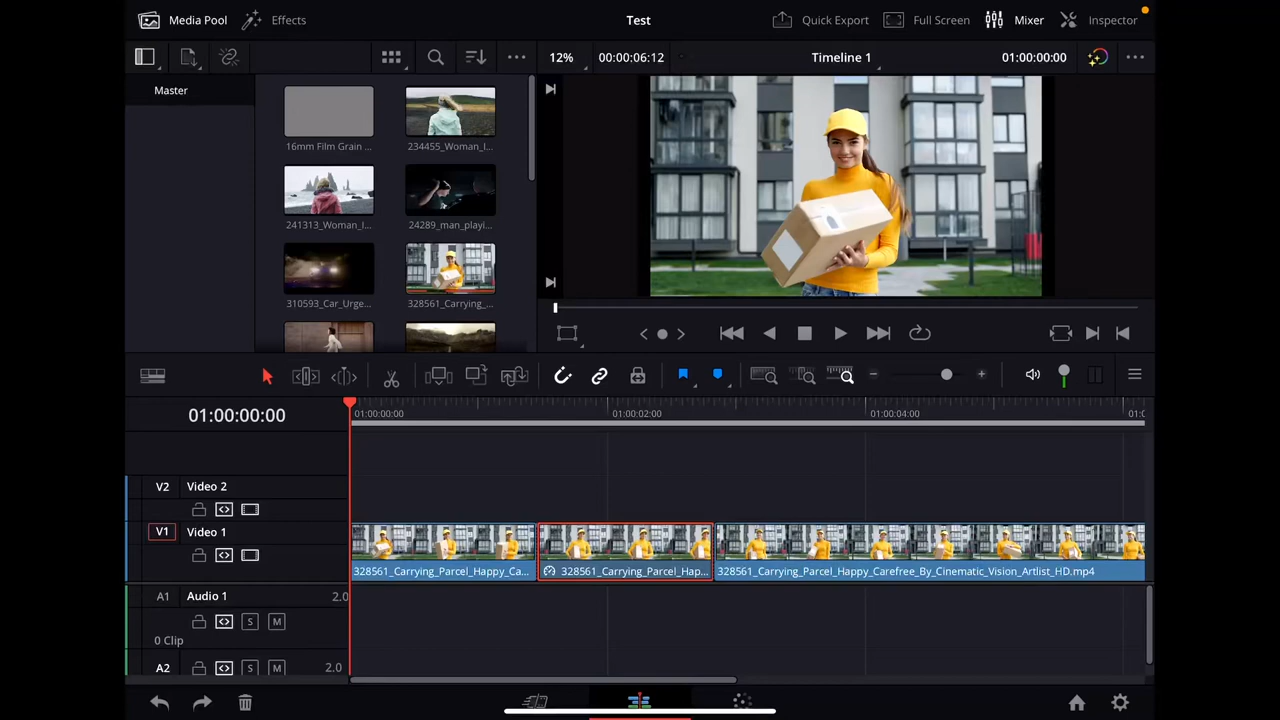 Media Pool
Effects
Test
Quick Export
Full Screen
Mixer
Inspector
12%
00:00:06:12
Timeline 1
01:00:00:00
Master
16mm Film Grain ...
234455_Woman_I...
241313_Woman_I...
24289_man_playi...
310593_Car_Urge...
328561_Carrying_...
01:00:00:00
01:00:00:00
01:00:02:00
01:00:04:00
V2 Video 2
V1 Video 1
328561_Carrying_Parcel_Happy_Ca...
328561_Carrying_Parcel_Hap...
328561_Carrying_Parcel_Happy_Carefree_By_Cinematic_Vision_Artlist_HD.mp4
A1 Audio 1 2.0
S M
0 Clip
A2 S M 2.0